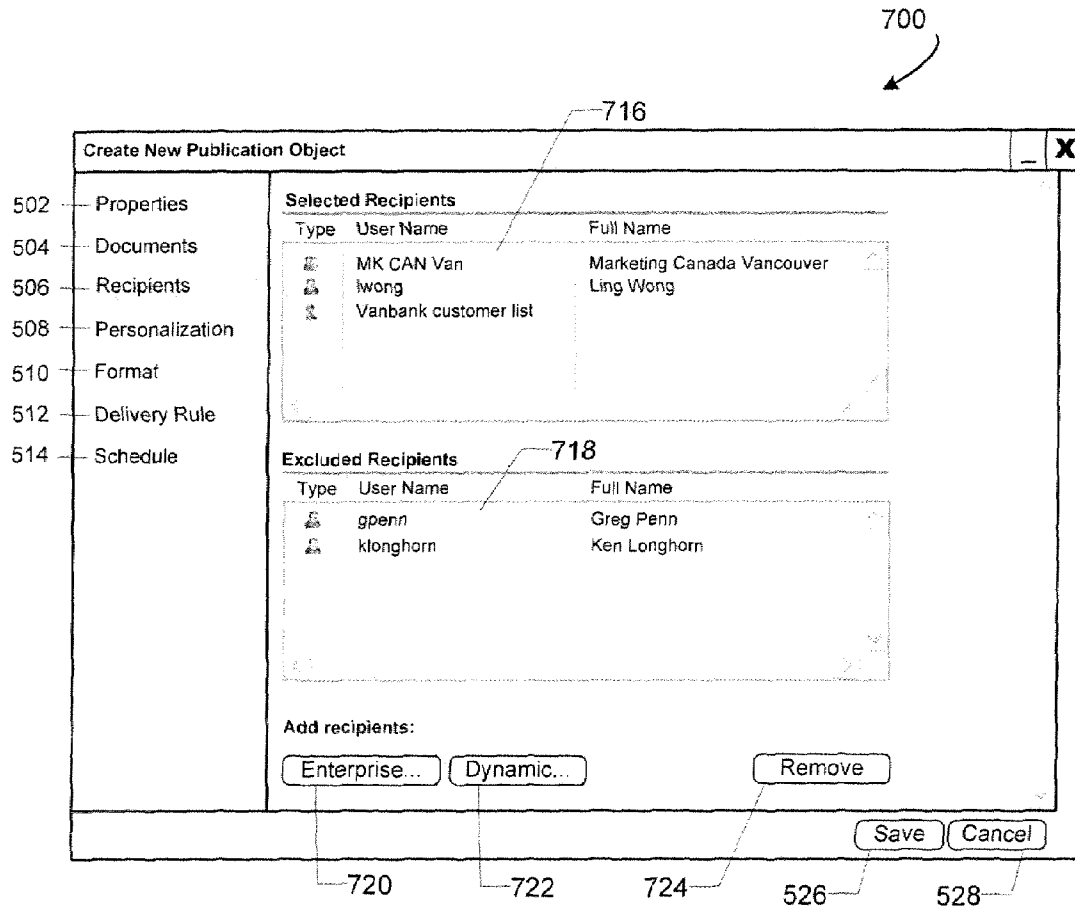 700
716
Create New Publication Object _ X
502 Properties
504 Documents
506 Recipients
508 Personalization
510 Format
512 Delivery Rule
514 Schedule
Selected Recipients
Type User Name Full Name
MK CAN Van Marketing Canada Vancouver
lwong Ling Wong
Vanbank customer list
Excluded Recipients 718
Type User Name Full Name
gpenn Greg Penn
klonghorn Ken Longhorn
Add recipients:
Enterprise... Dynamic... Remove
Save Cancel
720 722 724 526 528